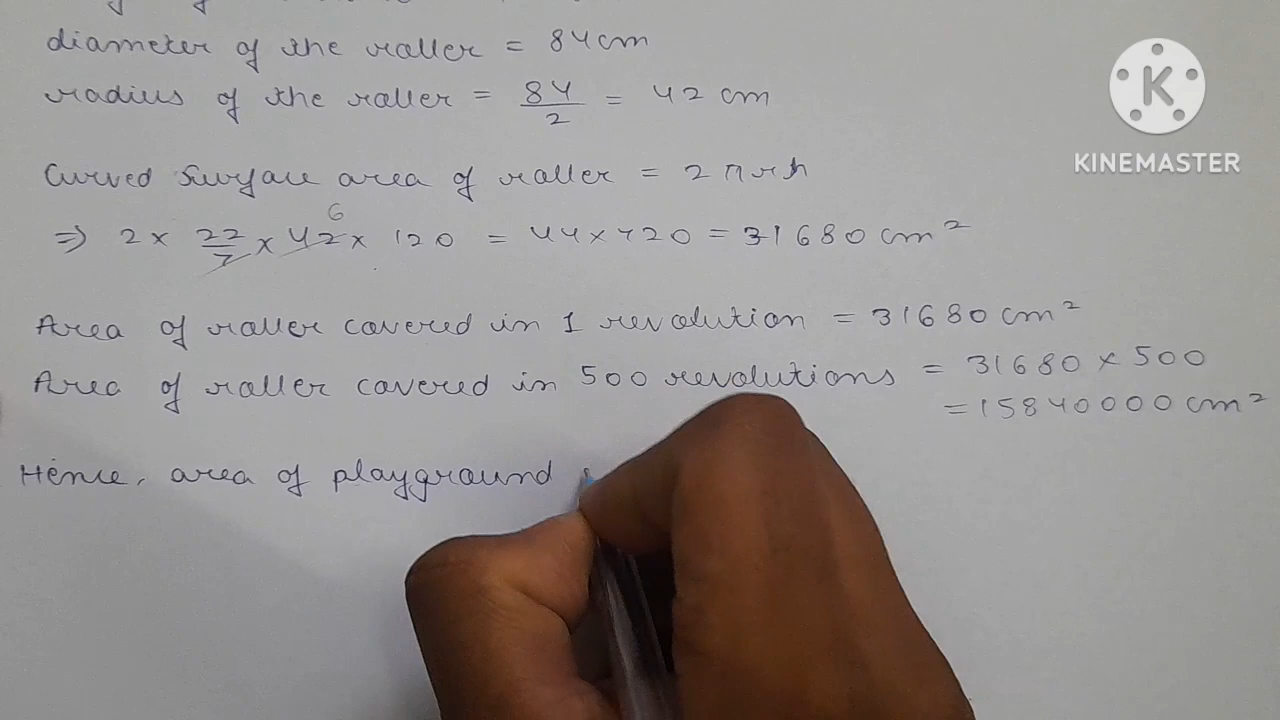 diameter of the roller = 84cm
radius of the roller = 84/2 = 42 cm
Curved Surface area of roller = 2πrh
⇒ 2 × 22/7 × 42 6 × 120 = 44×720 = 31680 cm²
Area of roller covered in 1 revolution = 31680 cm²
Area of roller covered in 500 revolutions = 31680 × 500
= 15840000 cm²
Hence, area of playground
K
KINEMASTER